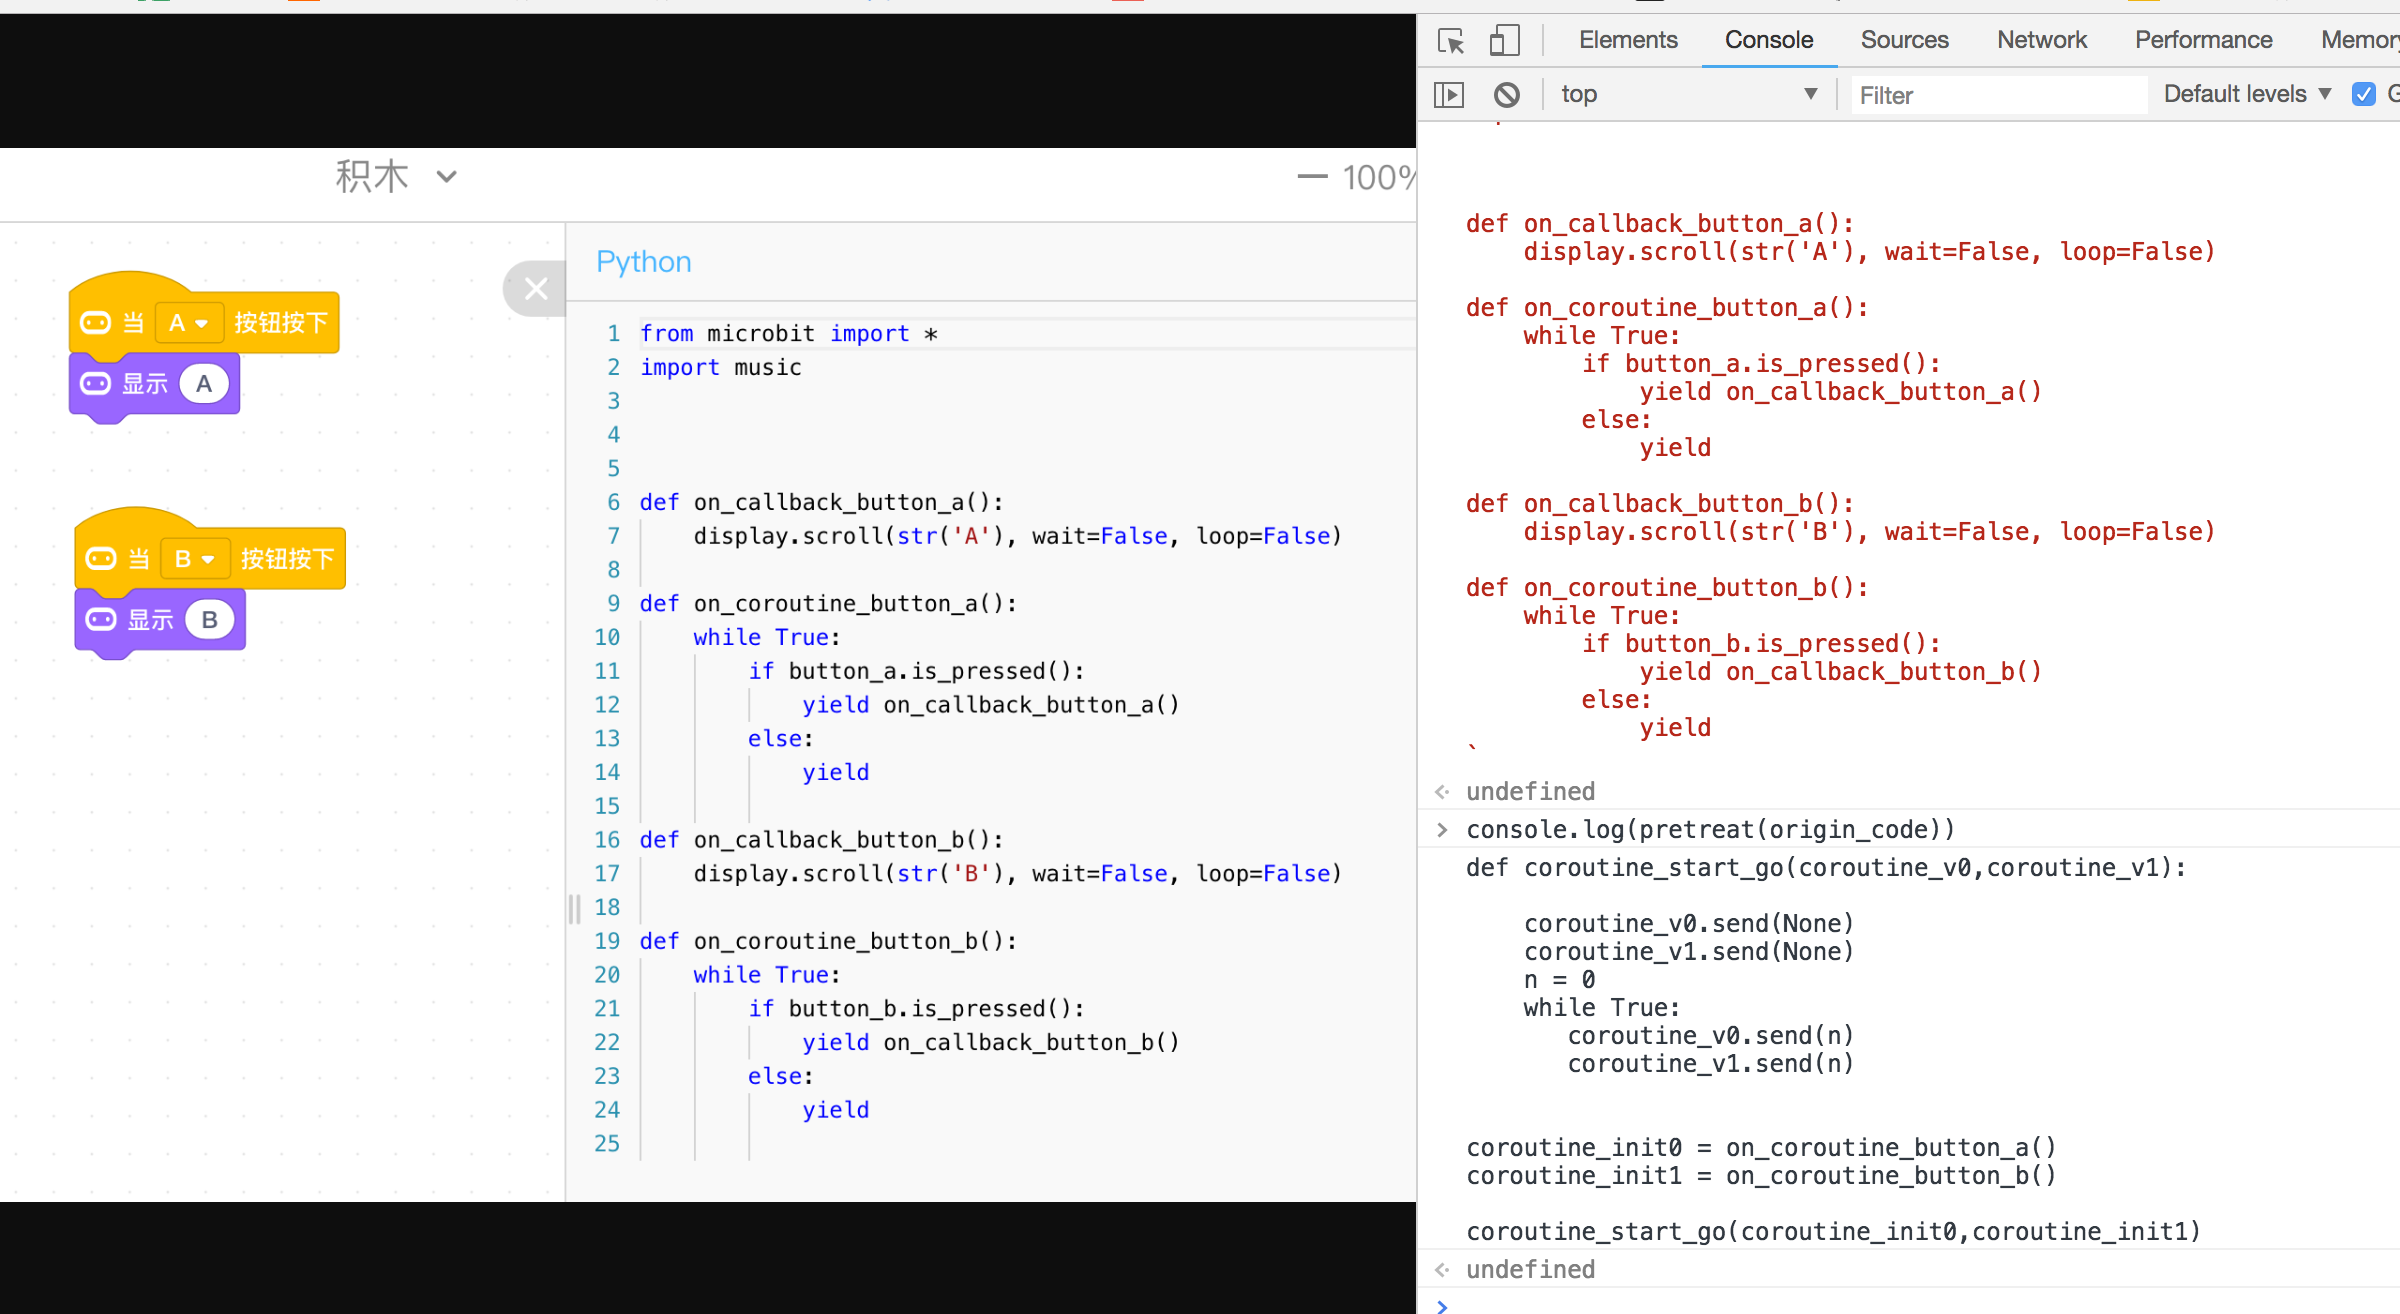 积木
100%
当 A 按钮按下
显示 A
当 B 按钮按下
显示 B
Python
1 from microbit import *
2 import music
3
4
5
6 def on_callback_button_a():
7     display.scroll(str('A'), wait=False, loop=False)
8
9 def on_coroutine_button_a():
10     while True:
11         if button_a.is_pressed():
12             yield on_callback_button_a()
13         else:
14             yield
15
16 def on_callback_button_b():
17     display.scroll(str('B'), wait=False, loop=False)
18
19 def on_coroutine_button_b():
20     while True:
21         if button_b.is_pressed():
22             yield on_callback_button_b()
23         else:
24             yield
25
Elements Console Sources Network Performance Memory
top Filter Default levels
def on_callback_button_a():
    display.scroll(str('A'), wait=False, loop=False)
def on_coroutine_button_a():
    while True:
        if button_a.is_pressed():
            yield on_callback_button_a()
        else:
            yield
def on_callback_button_b():
    display.scroll(str('B'), wait=False, loop=False)
def on_coroutine_button_b():
    while True:
        if button_b.is_pressed():
            yield on_callback_button_b()
        else:
            yield
`
undefined
> console.log(pretreat(origin_code))
def coroutine_start_go(coroutine_v0,coroutine_v1):
    coroutine_v0.send(None)
    coroutine_v1.send(None)
    n = 0
    while True:
       coroutine_v0.send(n)
       coroutine_v1.send(n)
coroutine_init0 = on_coroutine_button_a()
coroutine_init1 = on_coroutine_button_b()
coroutine_start_go(coroutine_init0,coroutine_init1)
undefined
>